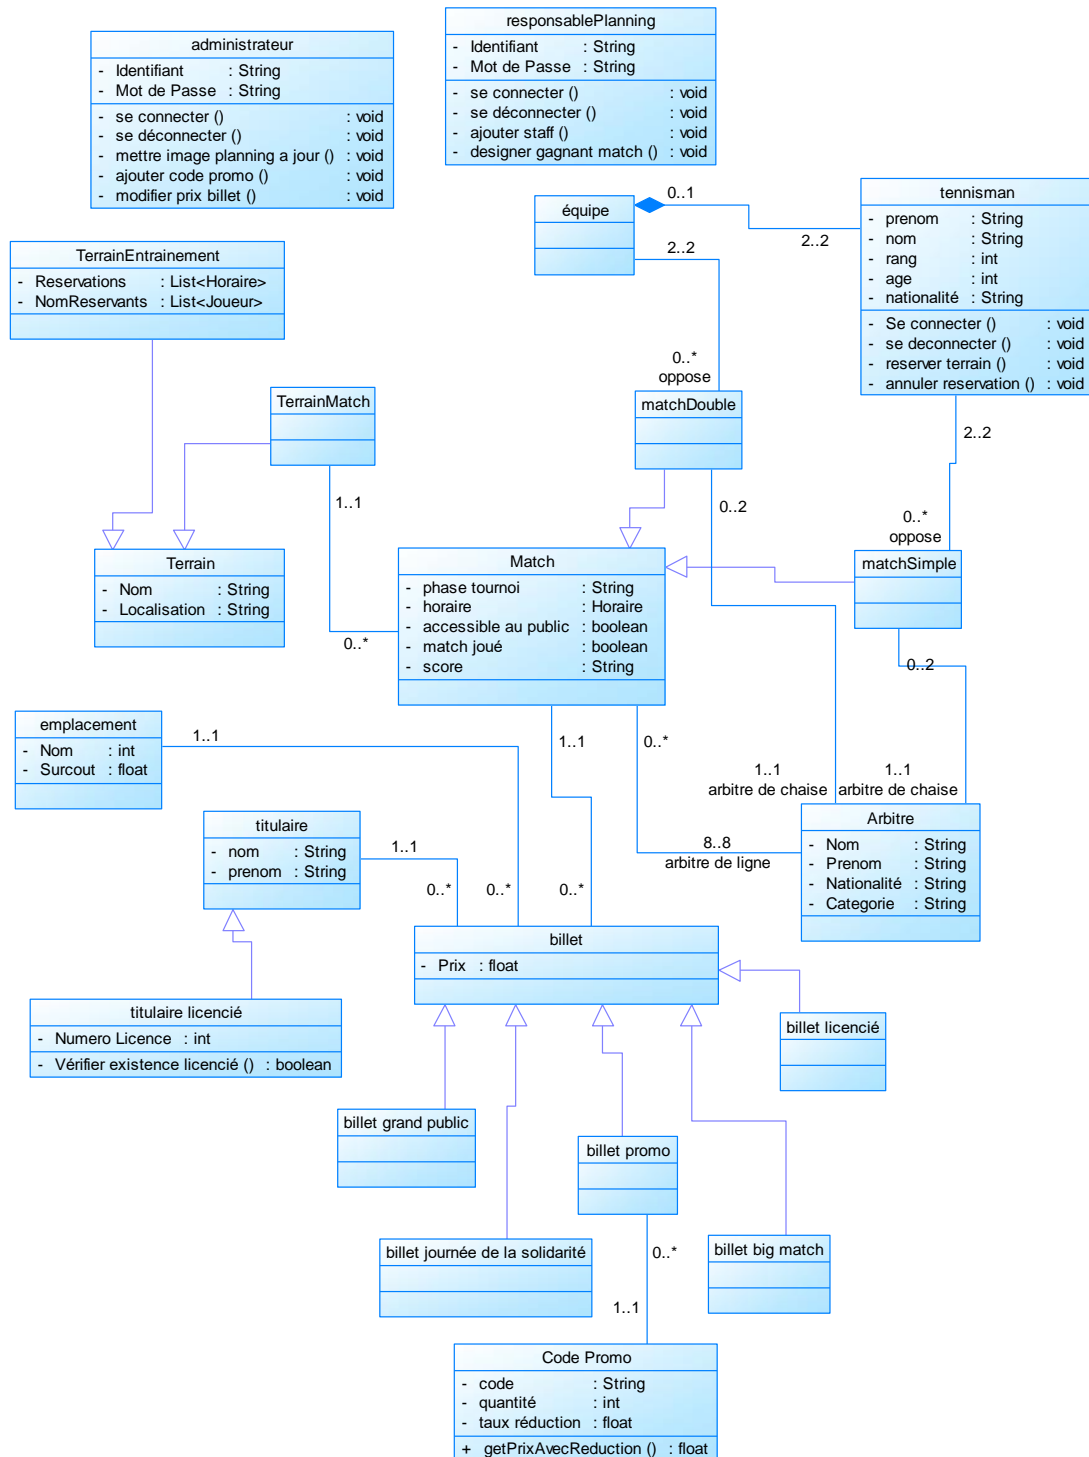 administrateur
- Identifiant : String
- Mot de Passe : String
- se connecter () : void
- se déconnecter () : void
- mettre image planning a jour () : void
- ajouter code promo () : void
- modifier prix billet () : void
responsablePlanning
- Identifiant : String
- Mot de Passe : String
- se connecter () : void
- se déconnecter () : void
- ajouter staff () : void
- designer gagnant match () : void
équipe
0..1
2..2
2..2
tennisman
- prenom : String
- nom : String
- rang : int
- age : int
- nationalité : String
- Se connecter () : void
- se deconnecter () : void
- reserver terrain () : void
- annuler reservation () : void
TerrainEntrainement
- Reservations : List<Horaire>
- NomReservants : List<Joueur>
0..*
oppose
TerrainMatch
matchDouble
2..2
1..1
0..2
0..*
oppose
Terrain
- Nom : String
- Localisation : String
Match
- phase tournoi : String
- horaire : Horaire
- accessible au public : boolean
- match joué : boolean
- score : String
matchSimple
0..*
0..2
emplacement
- Nom : int
- Surcout : float
1..1
1..1
0..*
1..1
arbitre de chaise
1..1
arbitre de chaise
titulaire
- nom : String
- prenom : String
1..1
0..*
0..*
0..*
8..8
arbitre de ligne
Arbitre
- Nom : String
- Prenom : String
- Nationalité : String
- Categorie : String
billet
- Prix : float
titulaire licencié
- Numero Licence : int
- Vérifier existence licencié () : boolean
billet licencié
billet grand public
billet promo
billet journée de la solidarité
billet big match
0..*
1..1
Code Promo
- code : String
- quantité : int
- taux réduction : float
+ getPrixAvecReduction () : float